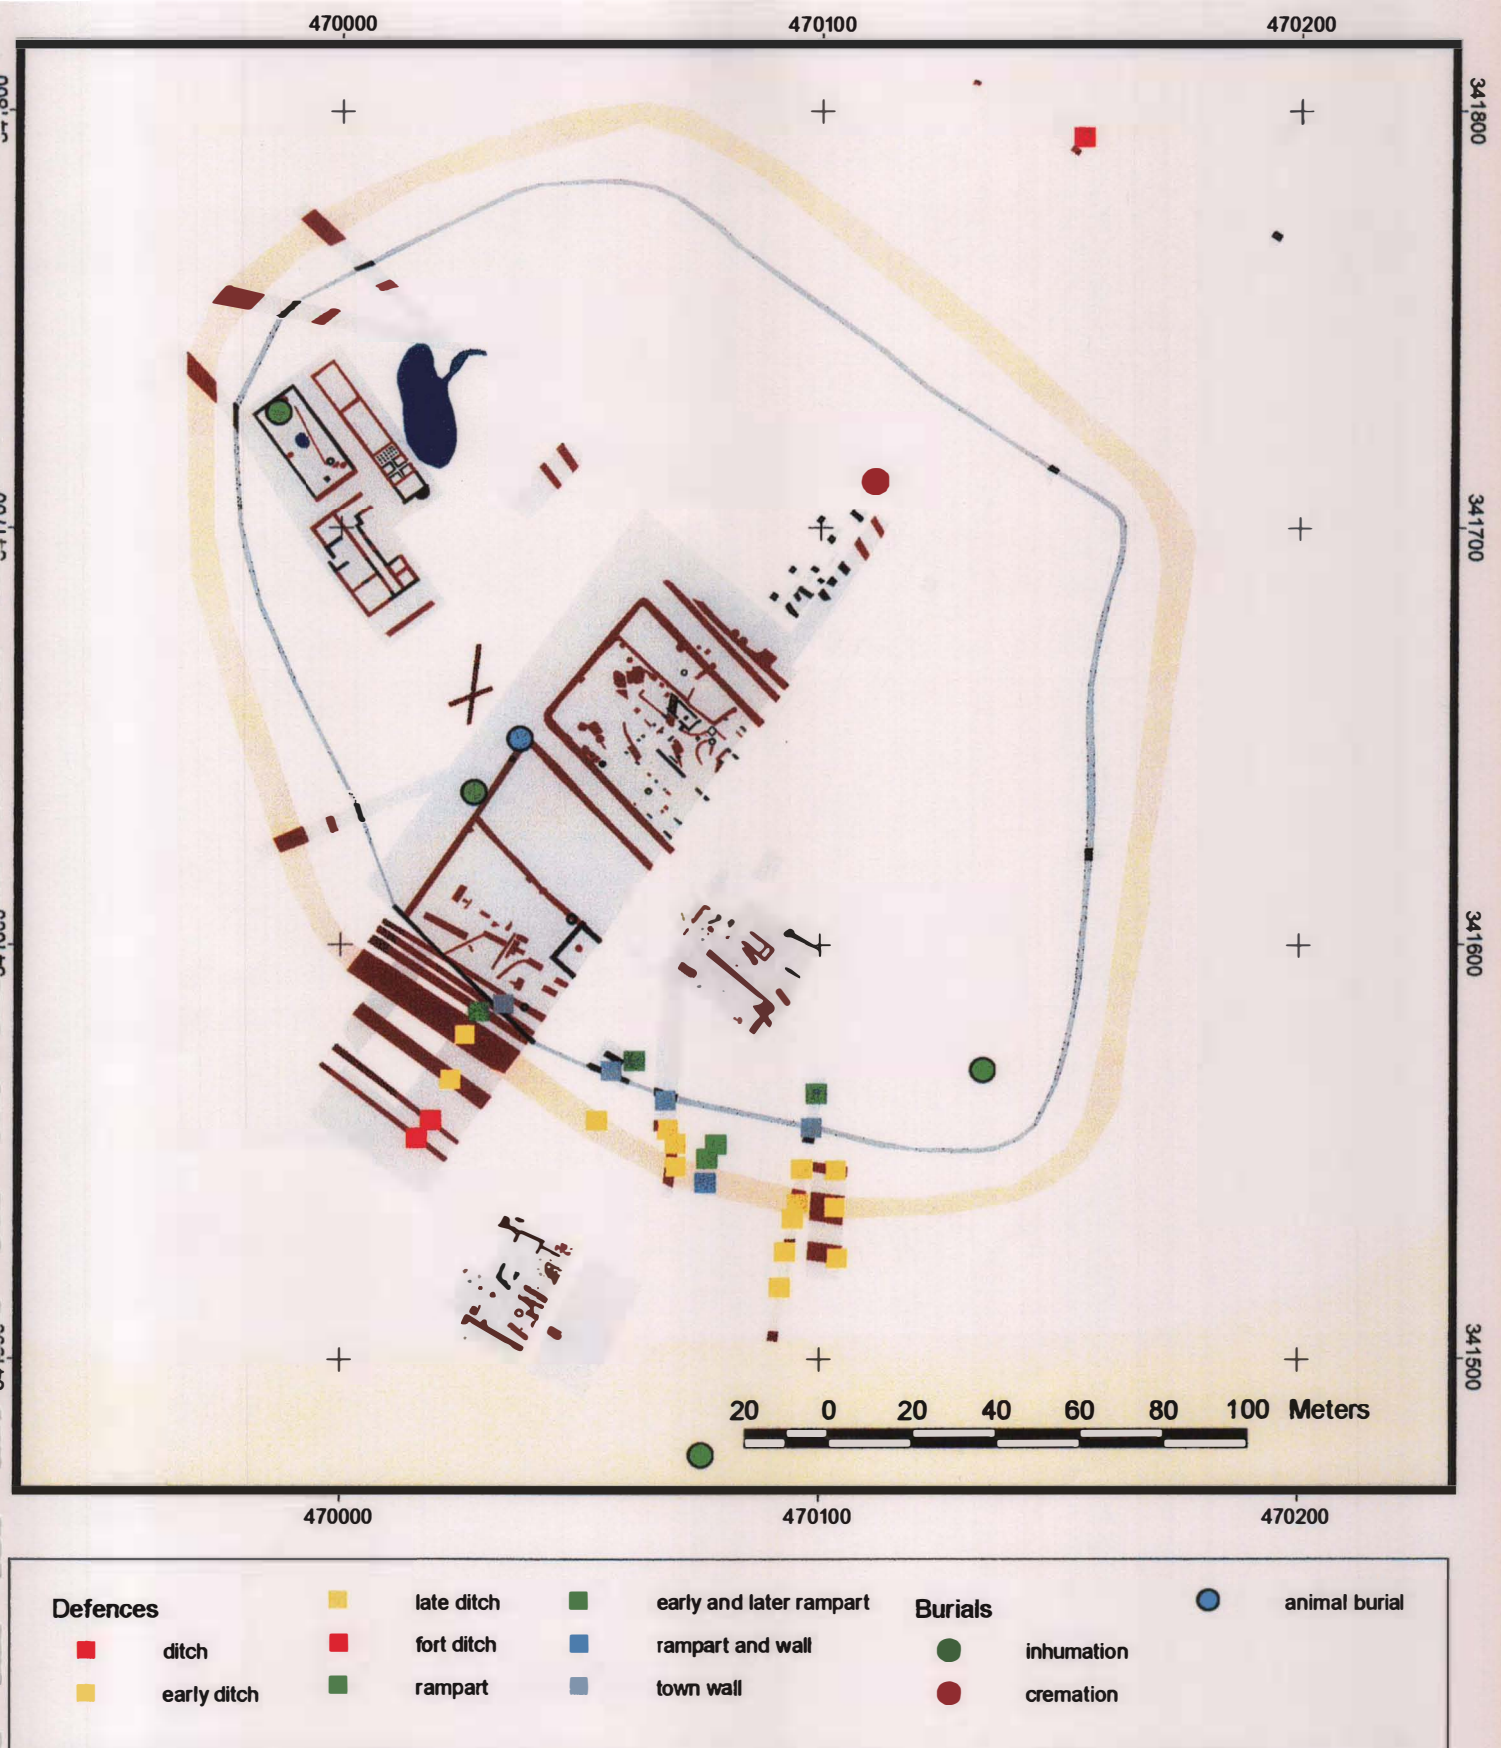 470000 470100 470200
341800
341700
341600
341500
20 0 20 40 60 80 100 Meters
470000 470100 470200
Defences
ditch
early ditch
late ditch
fort ditch
rampart
early and later rampart
rampart and wall
town wall
Burials
inhumation
cremation
animal burial